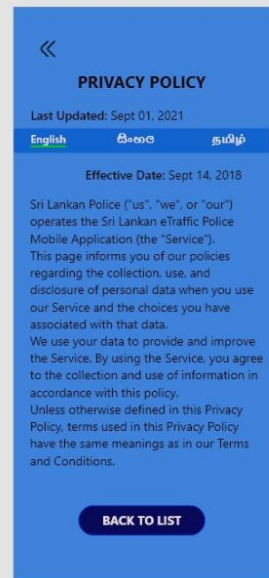 PRIVACY POLICY
Last Updated: Sept 01, 2021
English සිංහල தமிழ்
Effective Date: Sept 14, 2018
Sri Lankan Police ("us", "we", or "our")
operates the Sri Lankan eTraffic Police
Mobile Application (the "Service").
This page informs you of our policies
regarding the collection, use, and
disclosure of personal data when you use
our Service and the choices you have
associated with that data.
We use your data to provide and improve
the Service. By using the Service, you agree
to the collection and use of information in
accordance with this policy.
Unless otherwise defined in this Privacy
Policy, terms used in this Privacy Policy
have the same meanings as in our Terms
and Conditions.
BACK TO LIST